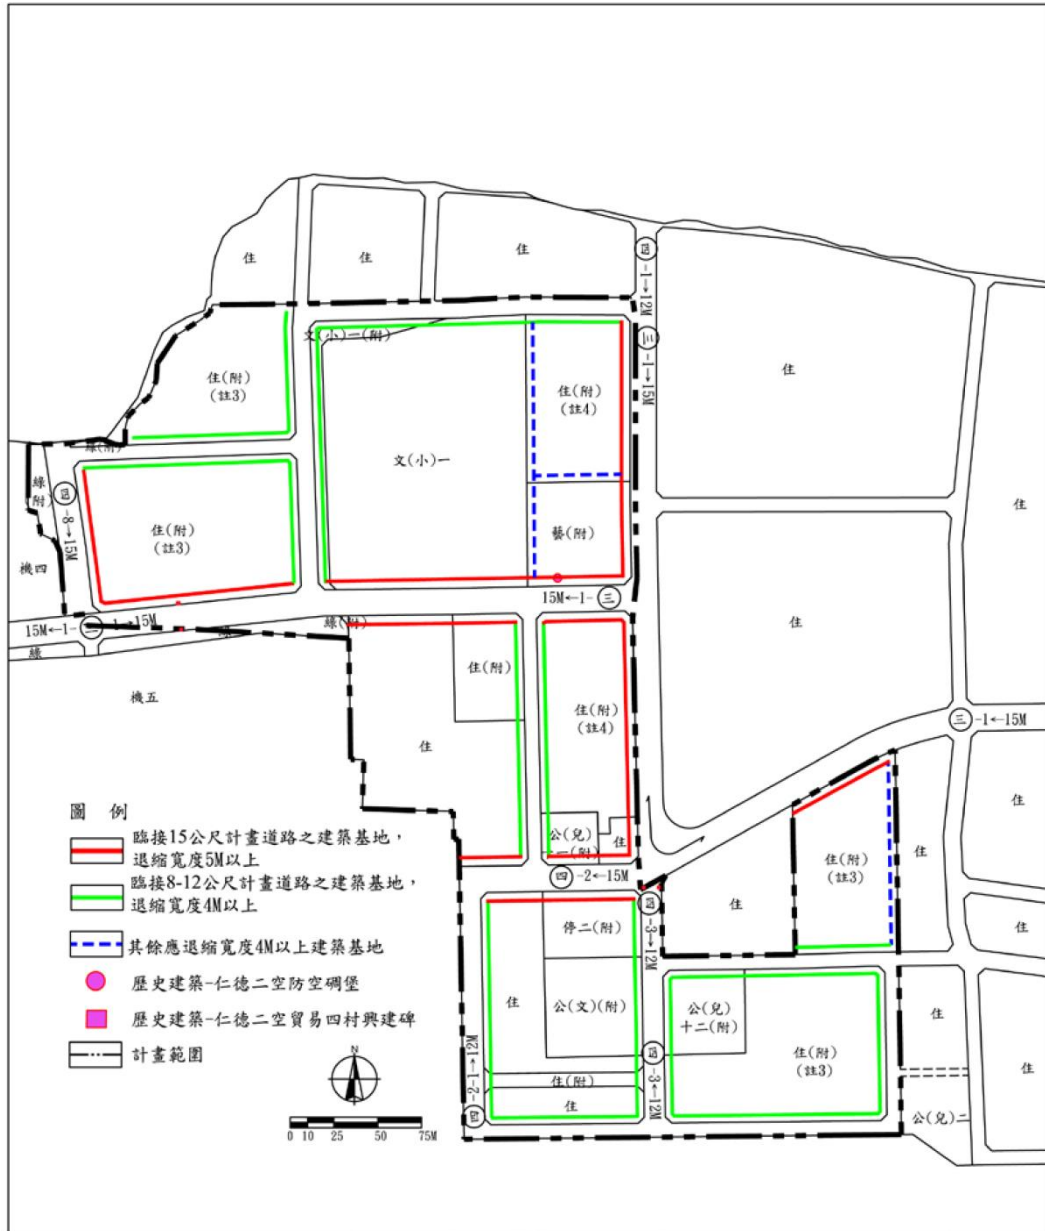 住
住
住
四-1→12M
文(小)一(附)
三-1→15M
住
住(附)
(註3)
住(附)
(註4)
文(小)一
綠(附)
綠
(附)
四-8→15M
住(附)
(註3)
藝(附)
住
機四
15M←1-三
15M←1-二-1→15M
綠(附)
綠
綠
住
住(附)
機五
住(附)
(註4)
三-1←15M
住
圖 例
臨接15公尺計畫道路之建築基地，
退縮寬度5M以上
臨接8-12公尺計畫道路之建築基地，
退縮寬度4M以上
其餘應退縮寬度4M以上建築基地
歷史建築-仁德二空防空碉堡
歷史建築-仁德二空貿易四村興建碑
計畫範圍
N
0 10 25 50 75M
公(兒)
十一(附)
住
住(附)
(註3)
住
住
四-2←15M
住
四-3→12M
停二(附)
住
住
公(文)(附)
公(兒)
十二(附)
住
四-2-1→12M
四-3←12M
住(附)
(註3)
住(附)
住
住
公(兒)二